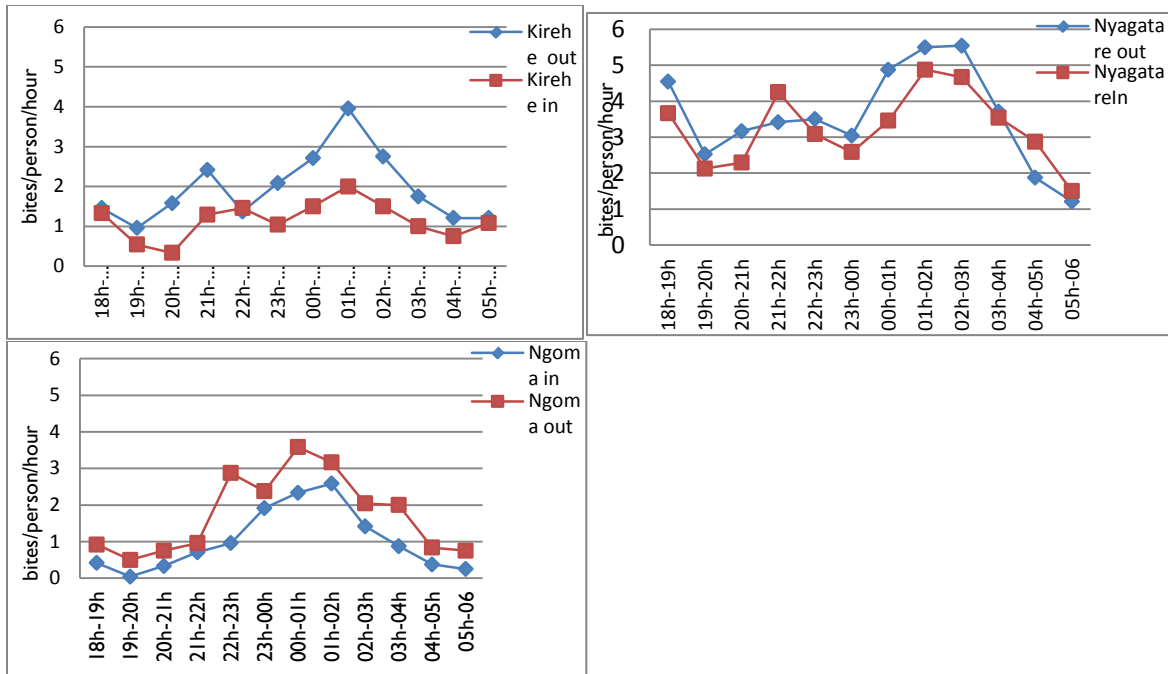 6
5
4
3
2
1
0
bites/person/hour
18h-...
19h-...
20h-...
21h-...
22h-...
23h-...
00h-...
01h-...
02h-...
03h-...
04h-...
05h-...
Kireh
e out
Kireh
e in
6
5
4
3
2
1
0
bites/person/hour
18h-19h
19h-20h
20h-21h
21h-22h
22h-23h
23h-00h
00h-01h
01h-02h
02h-03h
03h-04h
04h-05h
05h-06
Nyagata
re out
Nyagata
reIn
6
5
4
3
2
1
0
bites/person/hour
18h-19h
19h-20h
20h-21h
21h-22h
22h-23h
23h-00h
00h-01h
01h-02h
02h-03h
03h-04h
04h-05h
05h-06
Ngom
a in
Ngom
a out